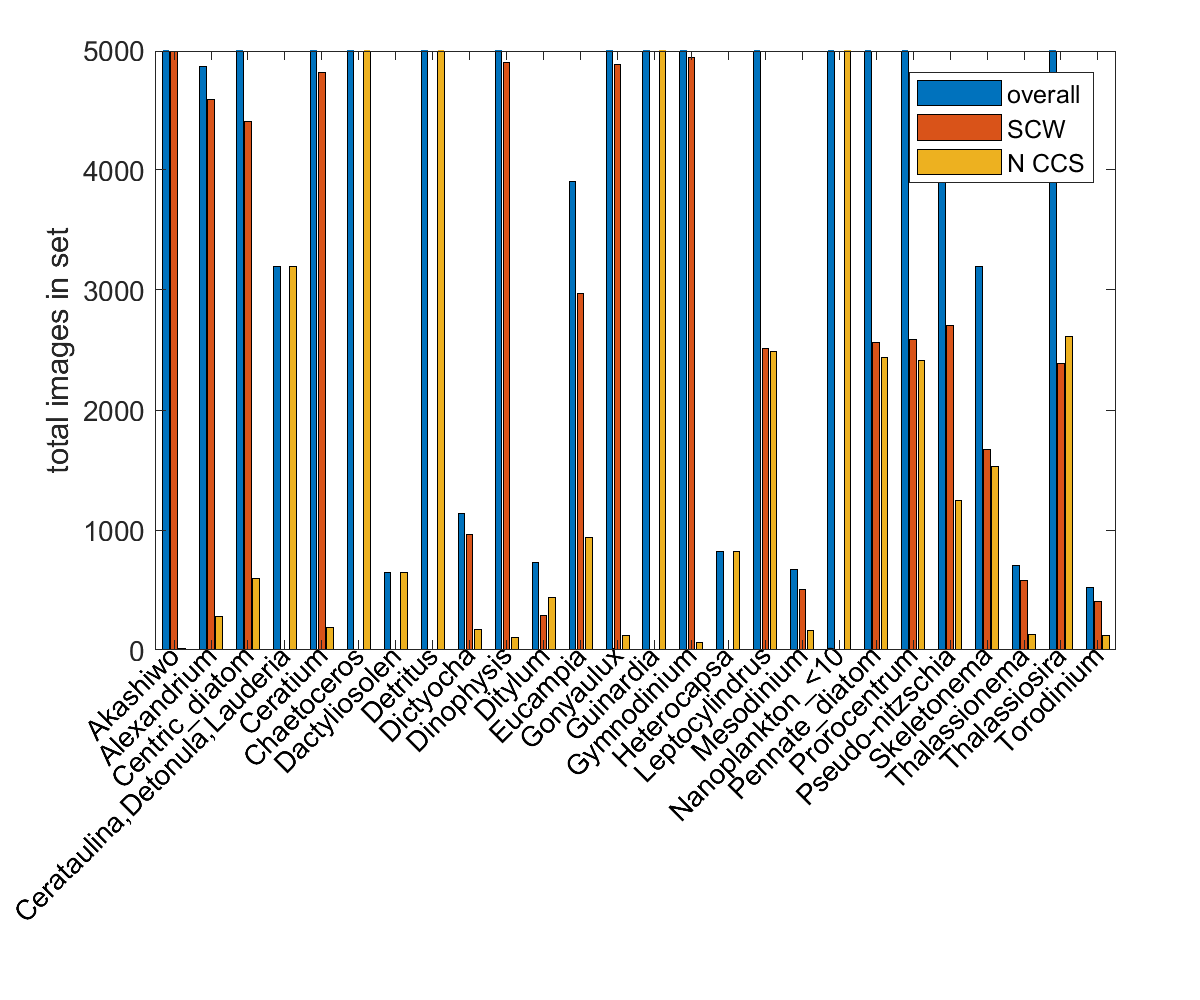 5000
4000
3000
2000
1000
0
total images in set
overall
SCW
N CCS
Akashiwo
Alexandrium
Centric_diatom
Cerataulina,Detonula,Lauderia
Ceratium
Chaetoceros
Dactyliosolen
Detritus
Dictyocha
Dinophysis
Ditylum
Eucampia
Gonyaulux
Guinardia
Gymnodinium
Heterocapsa
Leptocylindrus
Mesodinium
Nanoplankton_<10
Pennate_diatom
Prorocentrum
Pseudo-nitzschia
Skeletonema
Thalassionema
Thalassiosira
Torodinium